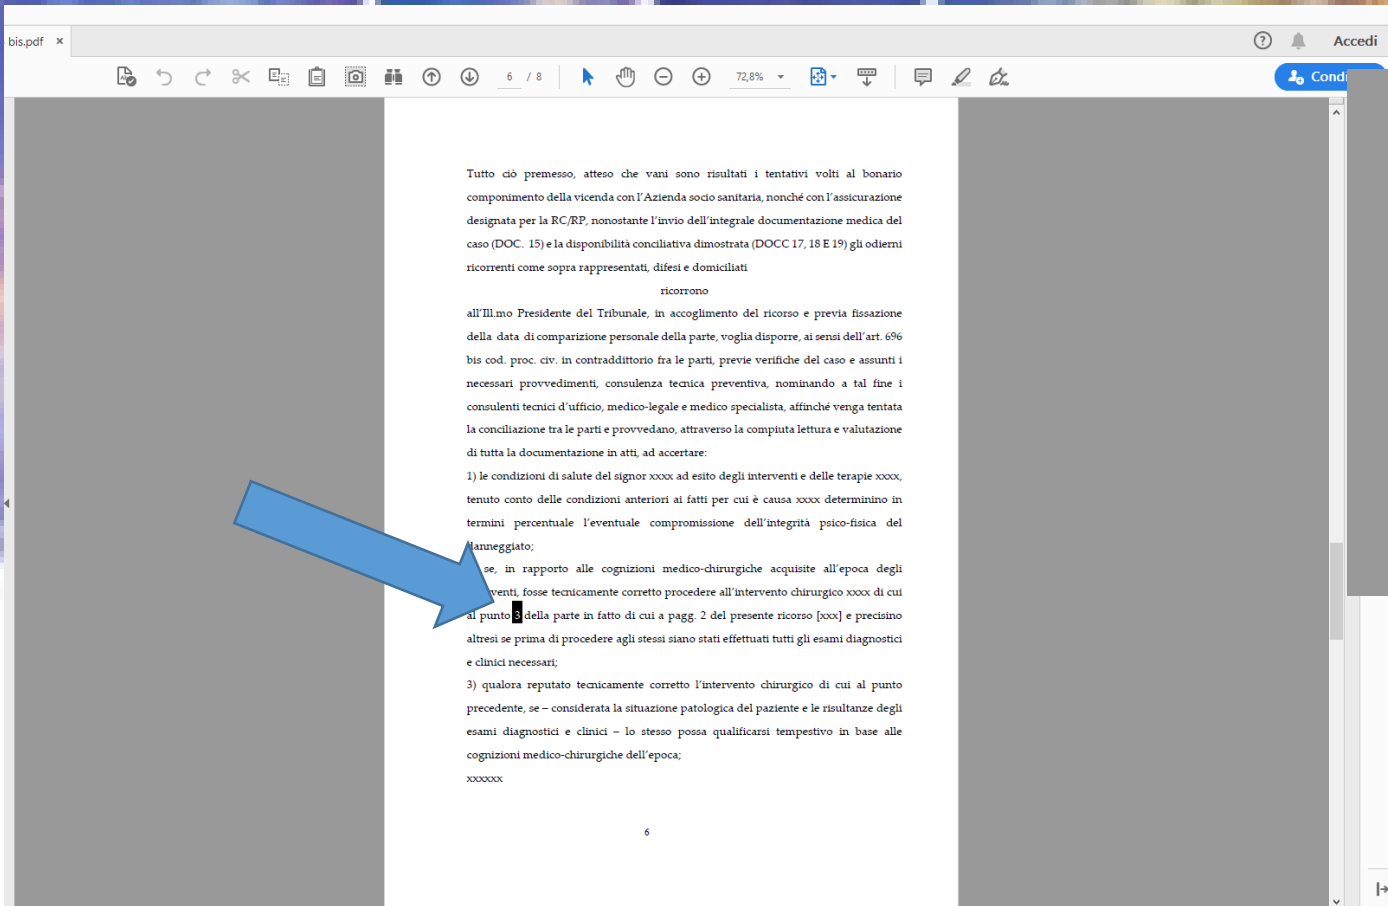 bis.pdf ×
Accedi
6 / 8
72,8%
Tutto ciò premesso, atteso che vani sono risultati i tentativi volti al bonario
componimento della vicenda con l'Azienda socio sanitaria, nonché con l'assicurazione
designata per la RC/RP, nonostante l'invio dell'integrale documentazione medica del
caso (DOC. 15) e la disponibilità conciliativa dimostrata (DOCC 17, 18 E 19) gli odierni
ricorrenti come sopra rappresentati, difesi e domiciliati
ricorrono
all'Ill.mo Presidente del Tribunale, in accoglimento del ricorso e previa fissazione
della data di comparizione personale della parte, voglia disporre, ai sensi dell'art. 696
bis cod. proc. civ. in contraddittorio fra le parti, previe verifiche del caso e assunti i
necessari provvedimenti, consulenza tecnica preventiva, nominando a tal fine i
consulenti tecnici d'ufficio, medico-legale e medico specialista, affinché venga tentata
la conciliazione tra le parti e provvedano, attraverso la compiuta lettura e valutazione
di tutta la documentazione in atti, ad accertare:
1) le condizioni di salute del signor xxxx ad esito degli interventi e delle terapie xxxx,
tenuto conto delle condizioni anteriori ai fatti per cui è causa xxxx determinino in
termini percentuale l'eventuale compromissione dell'integrità psico-fisica del
danneggiato;
se, in rapporto alle cognizioni medico-chirurgiche acquisite all'epoca degli
fosse tecnicamente corretto procedere all'intervento chirurgico xxxx di cui
al punto 3 della parte in fatto di cui a pagg. 2 del presente ricorso [xxx] e precisino
altresì se prima di procedere agli stessi siano stati effettuati tutti gli esami diagnostici
e clinici necessari;
3) qualora reputato tecnicamente corretto l'intervento chirurgico di cui al punto
precedente, se – considerata la situazione patologica del paziente e le risultanze degli
esami diagnostici e clinici – lo stesso possa qualificarsi tempestivo in base alle
cognizioni medico-chirurgiche dell'epoca;
xxxxxx
6